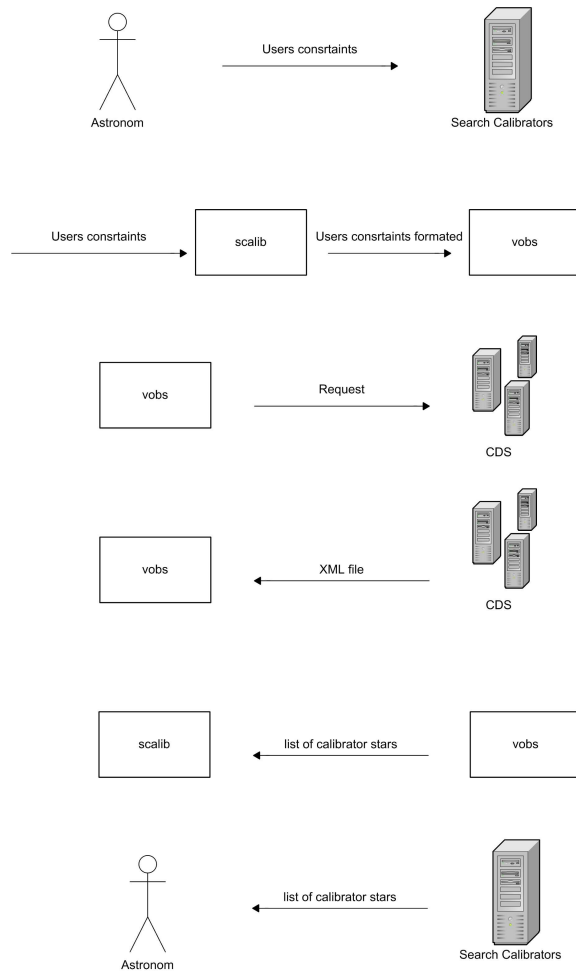 Users consrtaints
Astronom
Search Calibrators
Users consrtaints
scalib
Users consrtaints formated
vobs
vobs
Request
CDS
vobs
XML file
CDS
scalib
list of calibrator stars
vobs
list of calibrator stars
Astronom
Search Calibrators